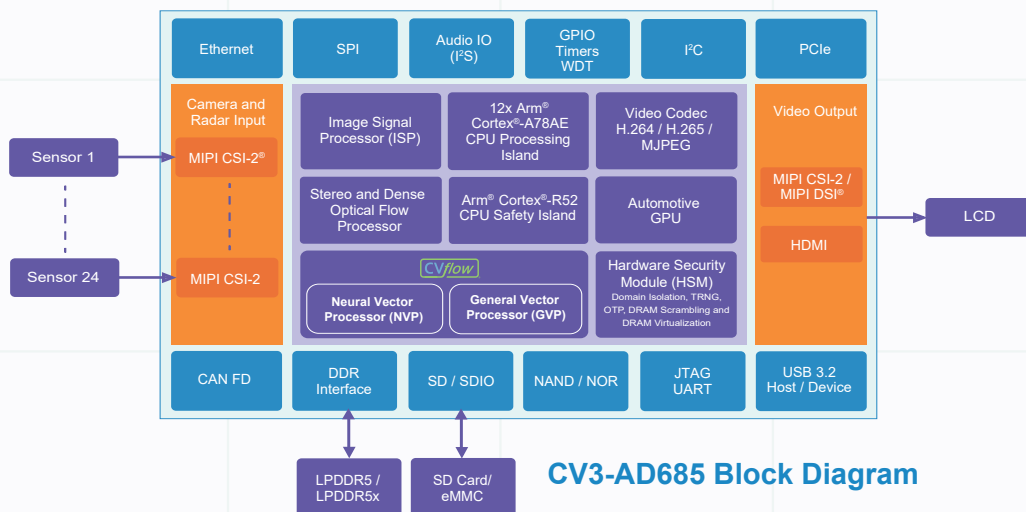 Ethernet
SPI
Audio IO
(I²S)
GPIO
Timers
WDT
I²C
PCIe
Camera and
Radar Input
MIPI CSI-2®
MIPI CSI-2
Sensor 1
Sensor 24
Image Signal
Processor (ISP)
12x Arm®
Cortex®-A78AE
CPU Processing
Island
Video Codec
H.264 / H.265 /
MJPEG
Stereo and Dense
Optical Flow
Processor
Arm® Cortex®-R52
CPU Safety Island
Automotive
GPU
CVflow
Neural Vector
Processor (NVP)
General Vector
Processor (GVP)
Hardware Security
Module (HSM)
Domain Isolation, TRNG,
OTP, DRAM Scrambling and
DRAM Virtualization
Video Output
MIPI CSI-2 /
MIPI DSI®
HDMI
LCD
CAN FD
DDR
Interface
SD / SDIO
NAND / NOR
JTAG
UART
USB 3.2
Host / Device
LPDDR5 /
LPDDR5x
SD Card/
eMMC
CV3-AD685 Block Diagram